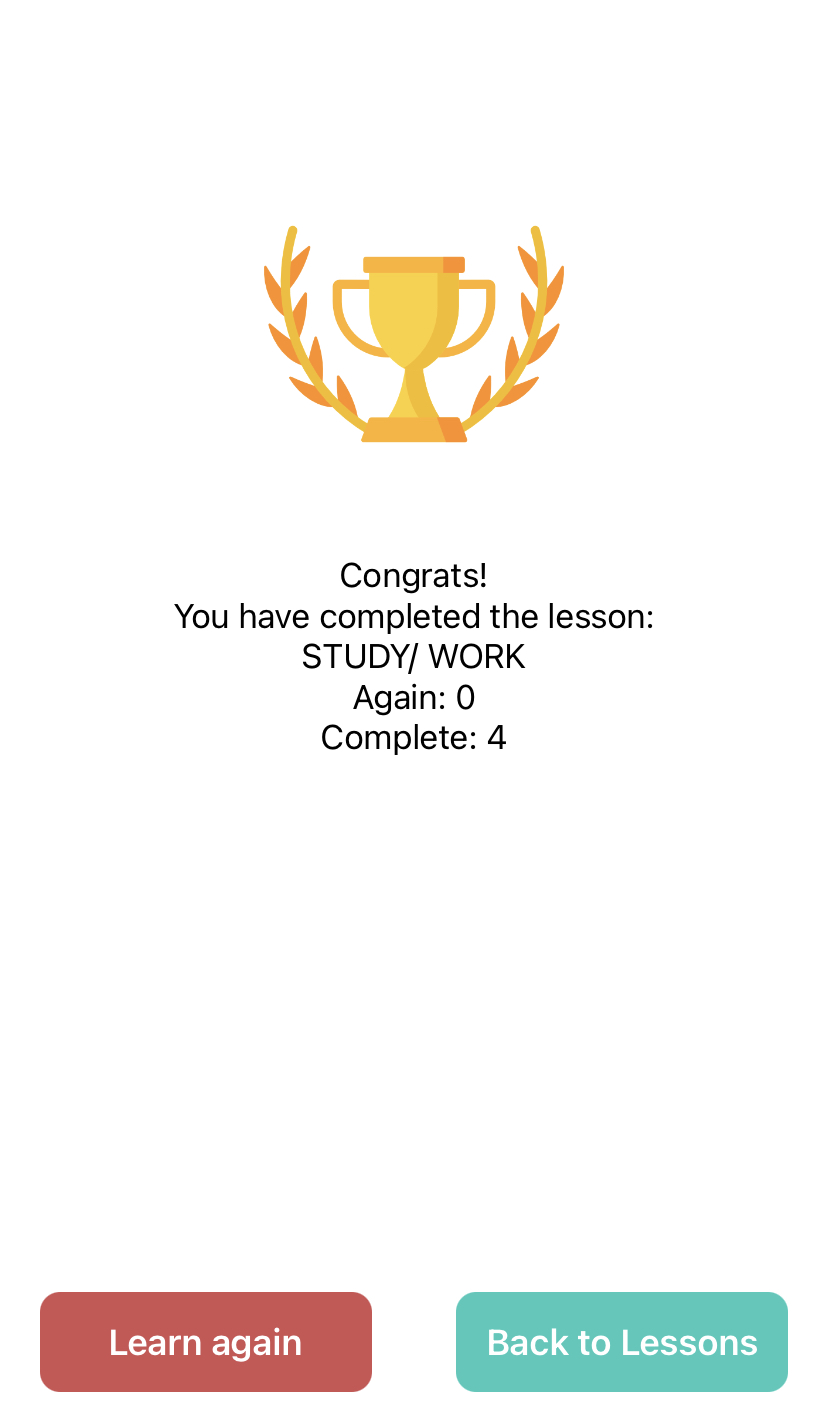 Congrats!
You have completed the lesson:
STUDY/ WORK
Again: 0
Complete: 4
Learn again
Back to Lessons